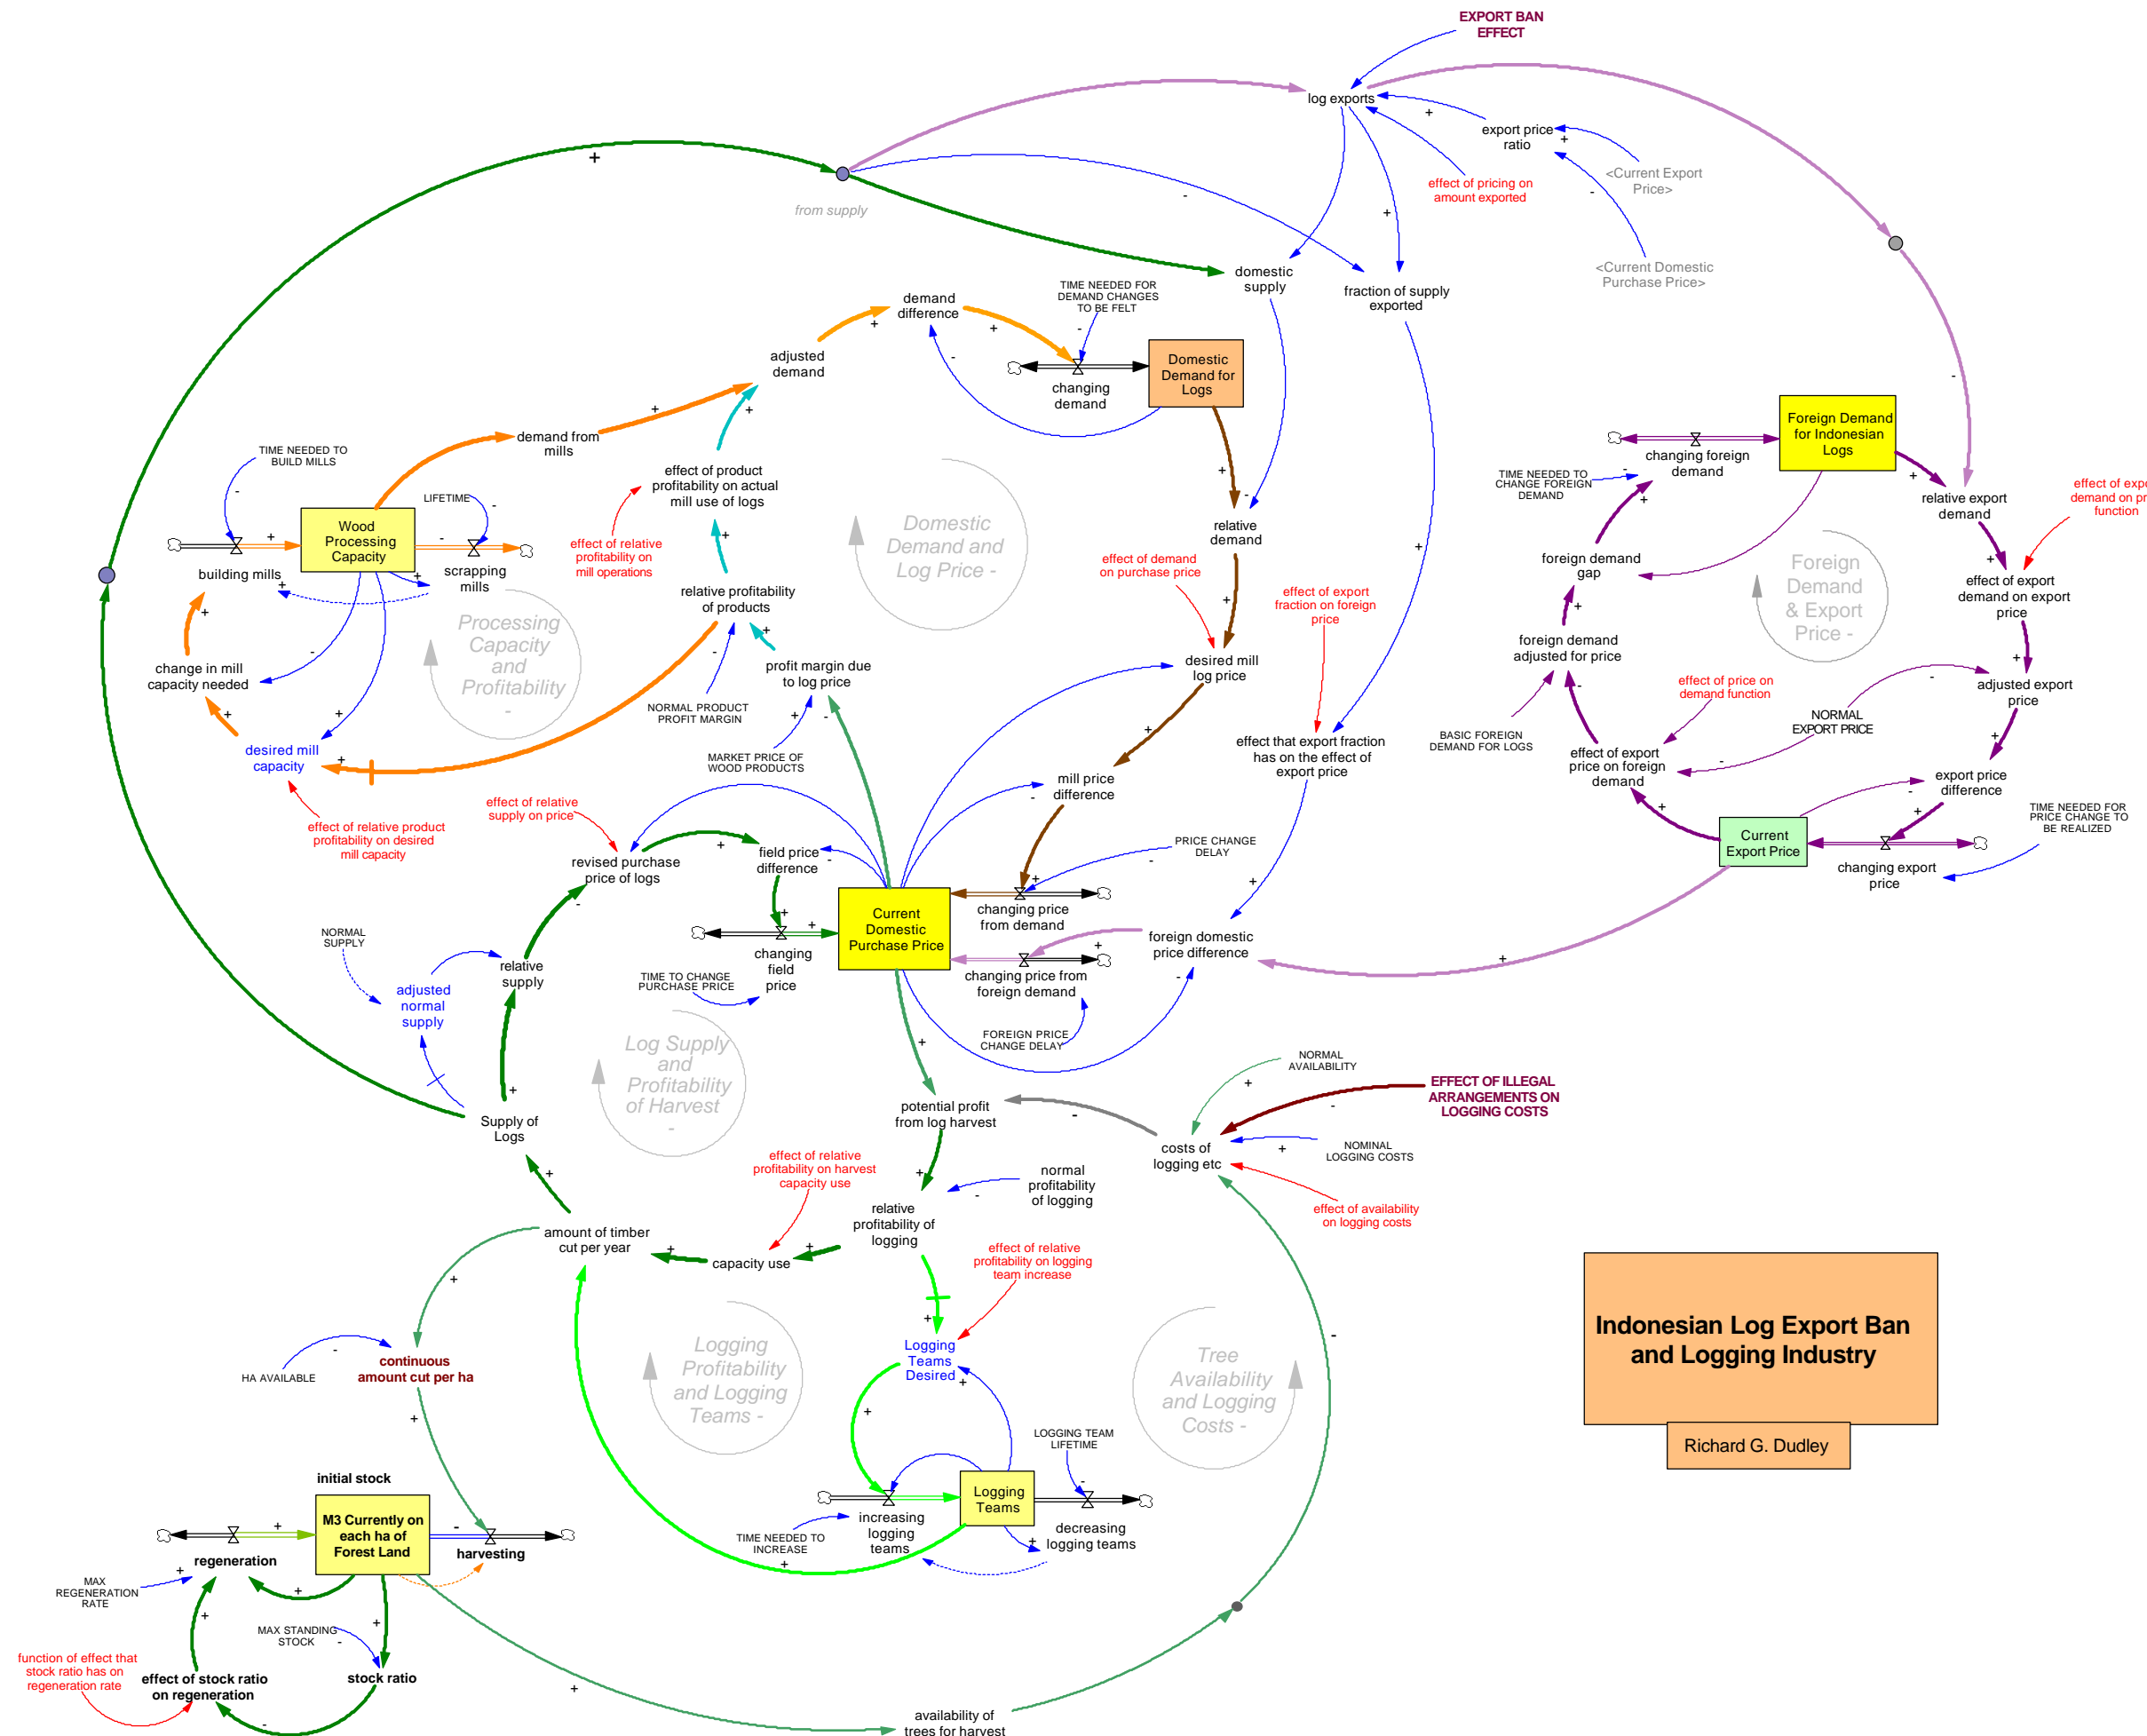 EXPORT BAN
EFFECT
log exports
export price
ratio
<Current Export
Price>
effect of pricing on
amount exported
<Current Domestic
Purchase Price>
from supply
+
domestic
supply
fraction of supply
exported
TIME NEEDED FOR
DEMAND CHANGES
TO BE FELT
demand
difference
adjusted
demand
changing
demand
Domestic
Demand for
Logs
demand from
mills
TIME NEEDED TO
BUILD MILLS
LIFETIME
Wood
Processing
Capacity
building mills
scrapping
mills
effect of product
profitability on actual
mill use of logs
effect of relative
profitability on
mill operations
Domestic
Demand and
Log Price -
relative
demand
effect of demand
on purchase price
effect of export
fraction on foreign
price
Foreign Demand
for Indonesian
Logs
changing foreign
demand
TIME NEEDED TO
CHANGE FOREIGN
DEMAND
relative export
demand
effect of expo
demand on pr
function
foreign demand
gap
Foreign
Demand
& Export
Price -
effect of export
demand on export
price
relative profitability
of products
Processing
Capacity
and
Profitability
-
change in mill
capacity needed
profit margin due
to log price
desired mill
log price
foreign demand
adjusted for price
effect of price on
demand function
adjusted export
price
NORMAL PRODUCT
PROFIT MARGIN
NORMAL
EXPORT PRICE
BASIC FOREIGN
DEMAND FOR LOGS
desired mill
capacity
MARKET PRICE OF
WOOD PRODUCTS
effect that export fraction
has on the effect of
export price
effect of export
price on foreign
demand
mill price
difference
export price
difference
effect of relative
supply on price
effect of relative product
profitability on desired
mill capacity
TIME NEEDED FOR
PRICE CHANGE TO
BE REALIZED
revised purchase
price of logs
field price
difference
PRICE CHANGE
DELAY
Current
Export Price
changing export
price
Current
Domestic
Purchase Price
changing price
from demand
changing
field
price
foreign domestic
price difference
changing price from
foreign demand
NORMAL
SUPPLY
relative
supply
adjusted
normal
supply
TIME TO CHANGE
PURCHASE PRICE
FOREIGN PRICE
CHANGE DELAY
Log Supply
and
Profitability
of Harvest
-
NORMAL
AVAILABILITY
EFFECT OF ILLEGAL
ARRANGEMENTS ON
LOGGING COSTS
potential profit
from log harvest
Supply of
Logs
costs of
logging etc
NOMINAL
LOGGING COSTS
effect of relative
profitability on harvest
capacity use
normal
profitability
of logging
effect of availability
on logging costs
relative
profitability of
logging
amount of timber
cut per year
capacity use
effect of relative
profitability on logging
team increase
Indonesian Log Export Ban
and Logging Industry
Richard G. Dudley
Logging
Profitability
and Logging
Teams -
Logging
Teams
Desired
Tree
Availability
and Logging
Costs -
HA AVAILABLE
continuous
amount cut per ha
LOGGING TEAM
LIFETIME
initial stock
M3 Currently on
each ha of
Forest Land
Logging
Teams
TIME NEEDED TO
INCREASE
increasing
logging
teams
decreasing
logging teams
regeneration
harvesting
MAX
REGENERATION
RATE
MAX STANDING
STOCK
function of effect that
stock ratio has on
regeneration rate
effect of stock ratio
on regeneration
stock ratio
availability of
trees for harvest